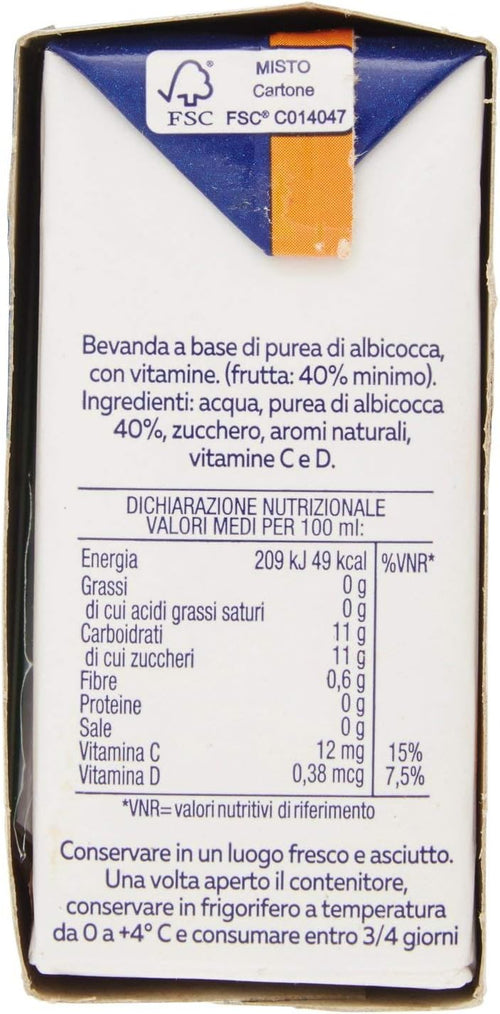 MISTO
Cartone
FSC® FSC® C014047
Bevanda a base di purea di albicocca,
con vitamine. (frutta: 40% minimo).
Ingredienti: acqua, purea di albicocca
40%, zucchero, aromi naturali,
vitamine C e D.
DICHIARAZIONE NUTRIZIONALE
VALORI MEDI PER 100 ml:
Energia 209 kJ 49 kcal %VNR*
Grassi 0 g
di cui acidi grassi saturi 0 g
Carboidrati 11 g
di cui zuccheri 11 g
Fibre 0,6 g
Proteine 0 g
Sale 0 g
Vitamina C 12 mg 15%
Vitamina D 0,38 mcg 7,5%
*VNR= valori nutritivi di riferimento
Conservare in un luogo fresco e asciutto.
Una volta aperto il contenitore,
conservare in frigorifero a temperatura
da 0 a +4° C e consumare entro 3/4 giorni